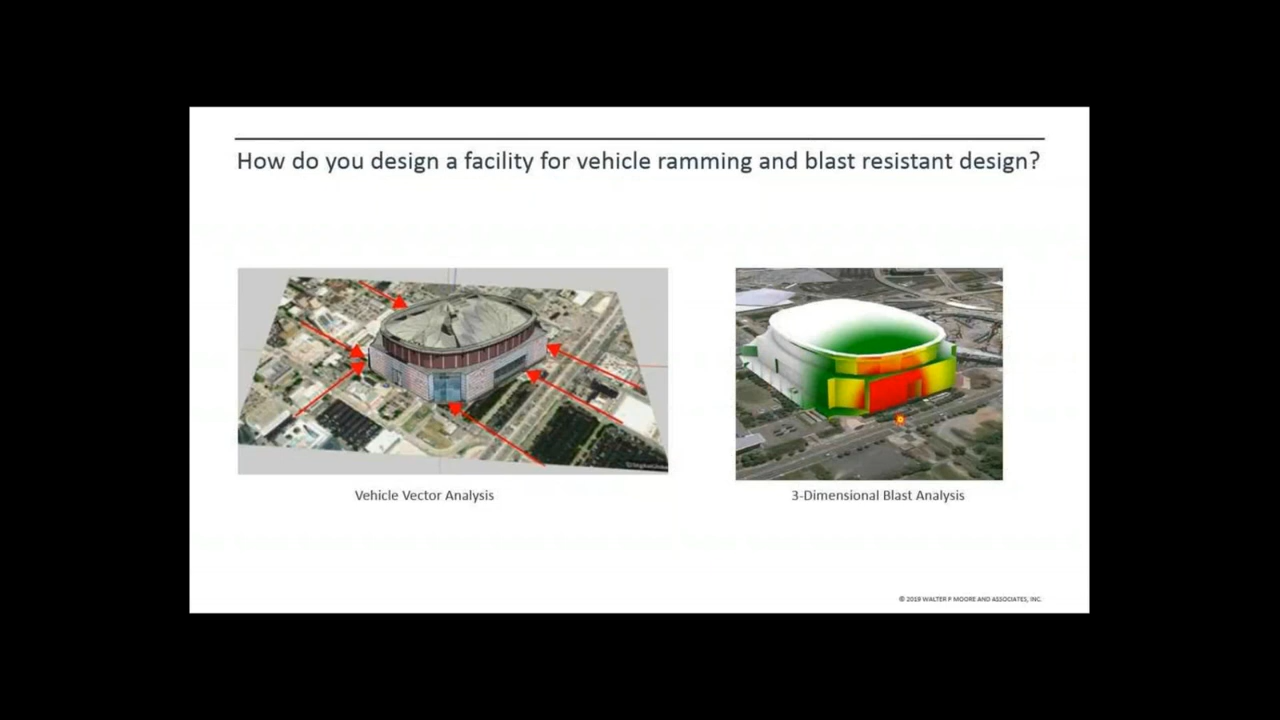 How do you design a facility for vehicle ramming and blast resistant design?
Vehicle Vector Analysis
3-Dimensional Blast Analysis
© 2019 WALTER P MOORE AND ASSOCIATES, INC.